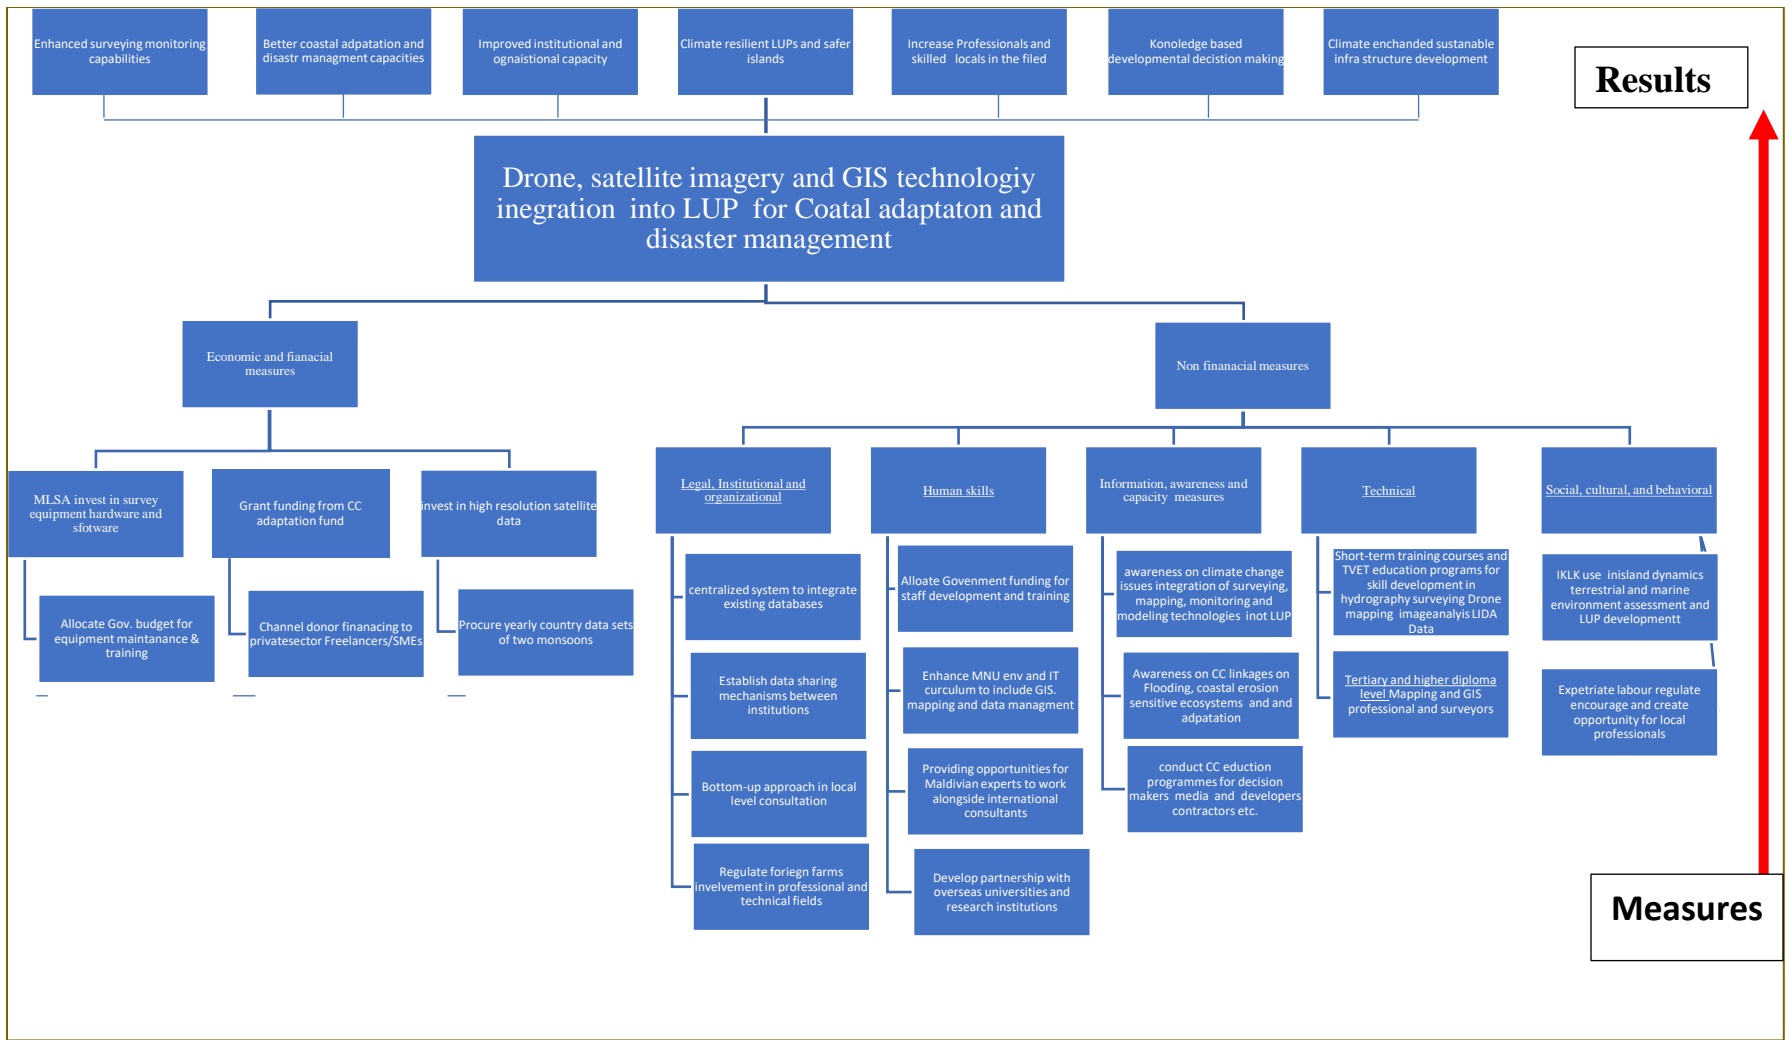 Enhanced surveying monitoring
capabilities
Better coastal adpatation and
disastr managment capacities
Improved institutional and
ognaistional capacity
Climate resilient LUPs and safer
islands
Increase Professionals and
skilled locals in the filed
Konoledge based
developmental decistion making
Climate enchanded sustanable
infra structure development
Results
Drone, satellite imagery and GIS technologiy
inegration into LUP for Coatal adaptaton and
disaster management
Economic and fianacial
measures
Non finanacial measures
MLSA invest in survey
equipment hardware and
sfotware
Grant funding from CC
adaptation fund
invest in high resolution satellite
data
Allocate Gov. budget for
equipment maintanance &
training
Channel donor financacing to
privatesector Freelancers/SMEs
Procure yearly country data sets
of two monsoons
Legal, Institutional and
organizational
Human skills
Information, awareness and
capacity measures
Technical
Social, cultural, and behavioral
centralized system to integrate
existing databases
Establish data sharing
mechanisms between
institutions
Bottom-up approach in local
level consultation
Regulate foriegn farms
invelvement in professional and
technical fields
Alloate Govenment funding for
staff development and training
Enhance MNU env and IT
curculum to include GIS.
mapping and data managment
Providing opportunities for
Maldivian experts to work
alongside international
consultants
Develop partnership with
overseas universities and
research institutions
awareness on climate change
issues integration of surveying,
mapping, monitoring and
modeling technologies inot LUP
Awareness on CC linkages on
Flooding, coastal erosion
sensitive ecosystems and and
adpatation
conduct CC eduction
programmes for decision
makers media and developers
contractors etc.
Short-term training courses and
TVET education programs for
skill development in
hydrography surveying Drone
mapping imageanalyis LIDA
Data
Tertiary and higher diploma
level Mapping and GIS
professional and surveyors
IKLK use inisland dynamics
terrestrial and marine
environment assessment and
LUP developmentt
Expetriate labour regulate
encourage and create
opportunity for local
professionals
Measures